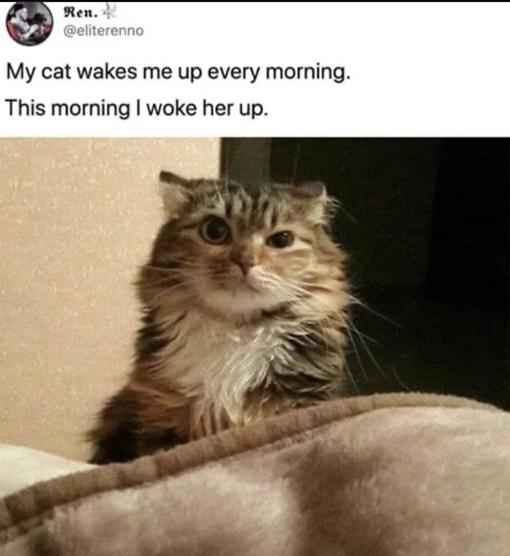 Ren.
@eliterenno
My cat wakes me up every morning.
This morning I woke her up.